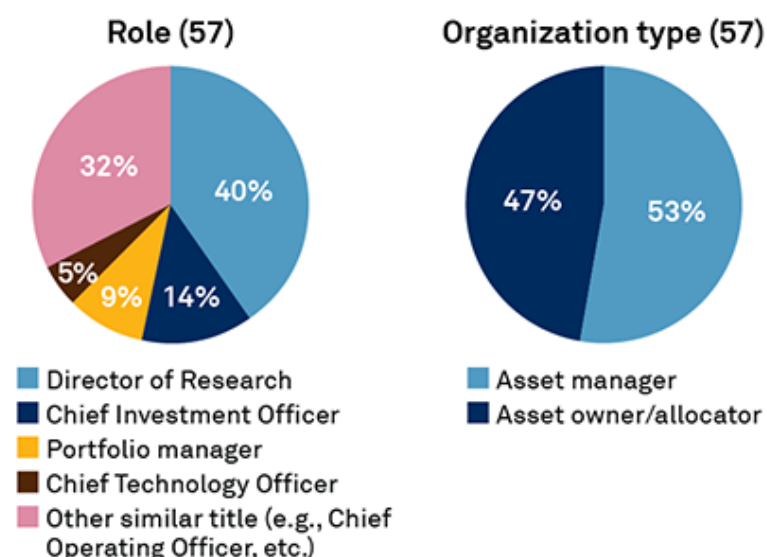 Role (57)
32%
40%
5%
9%
14%
Director of Research
Chief Investment Officer
Portfolio manager
Chief Technology Officer
Other similar title (e.g., Chief
Operating Officer, etc.)
Organization type (57)
47%
53%
Asset manager
Asset owner/allocator